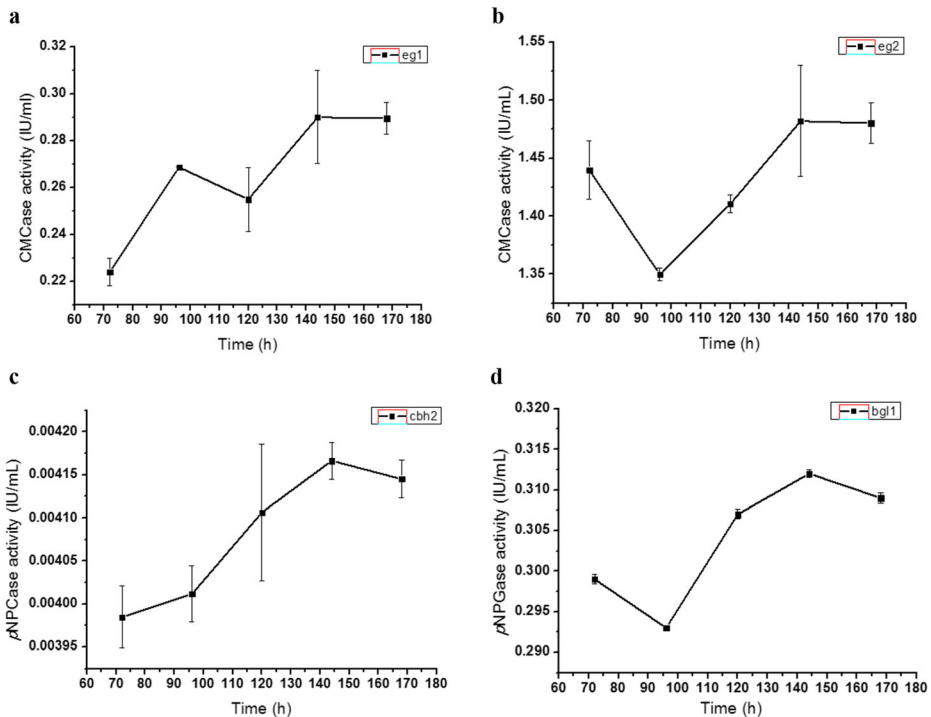 a
eg1
CMCase activity (IU/ml)
0.32
0.30
0.28
0.26
0.24
0.22
60 70 80 90 100 110 120 130 140 150 160 170 180
Time (h)
b
eg2
CMCase activity (IU/mL)
1.55
1.50
1.45
1.40
1.35
60 70 80 90 100 110 120 130 140 150 160 170 180
Time (h)
c
cbh2
pNPCase activity (IU/mL)
0.00420
0.00415
0.00410
0.00405
0.00400
0.00395
60 70 80 90 100 110 120 130 140 150 160 170 180
Time (h)
d
bgl1
pNPGase activity (IU/mL)
0.320
0.315
0.310
0.305
0.300
0.295
0.290
60 70 80 90 100 110 120 130 140 150 160 170 180
Time (h)